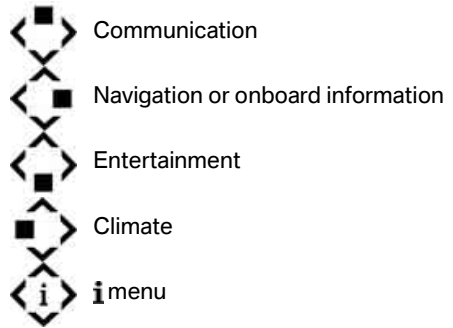 Communication
Navigation or onboard information
Entertainment
Climate
i i menu